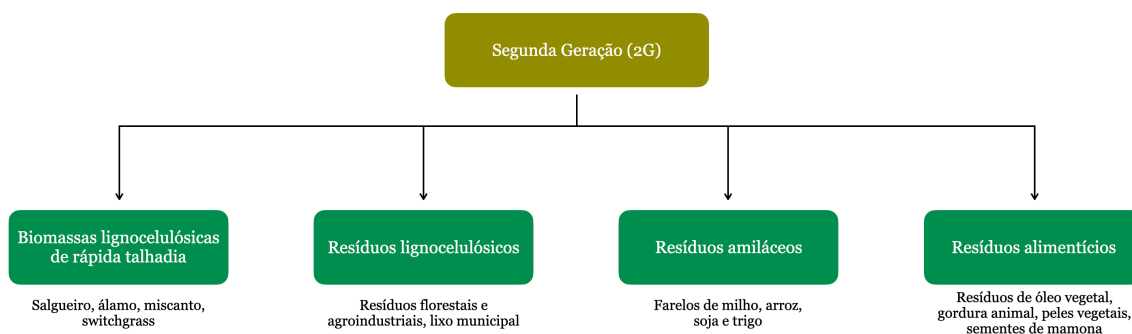 Segunda Geração (2G)
Biomassas lignocelulósicas
de rápida talhadia
Resíduos lignocelulósicos
Resíduos amiláceos
Resíduos alimentícios
Salgueiro, álamo, miscanto,
switchgrass
Resíduos florestais e
agroindustriais, lixo municipal
Farelos de milho, arroz,
soja e trigo
Resíduos de óleo vegetal,
gordura animal, peles vegetais,
sementes de mamona